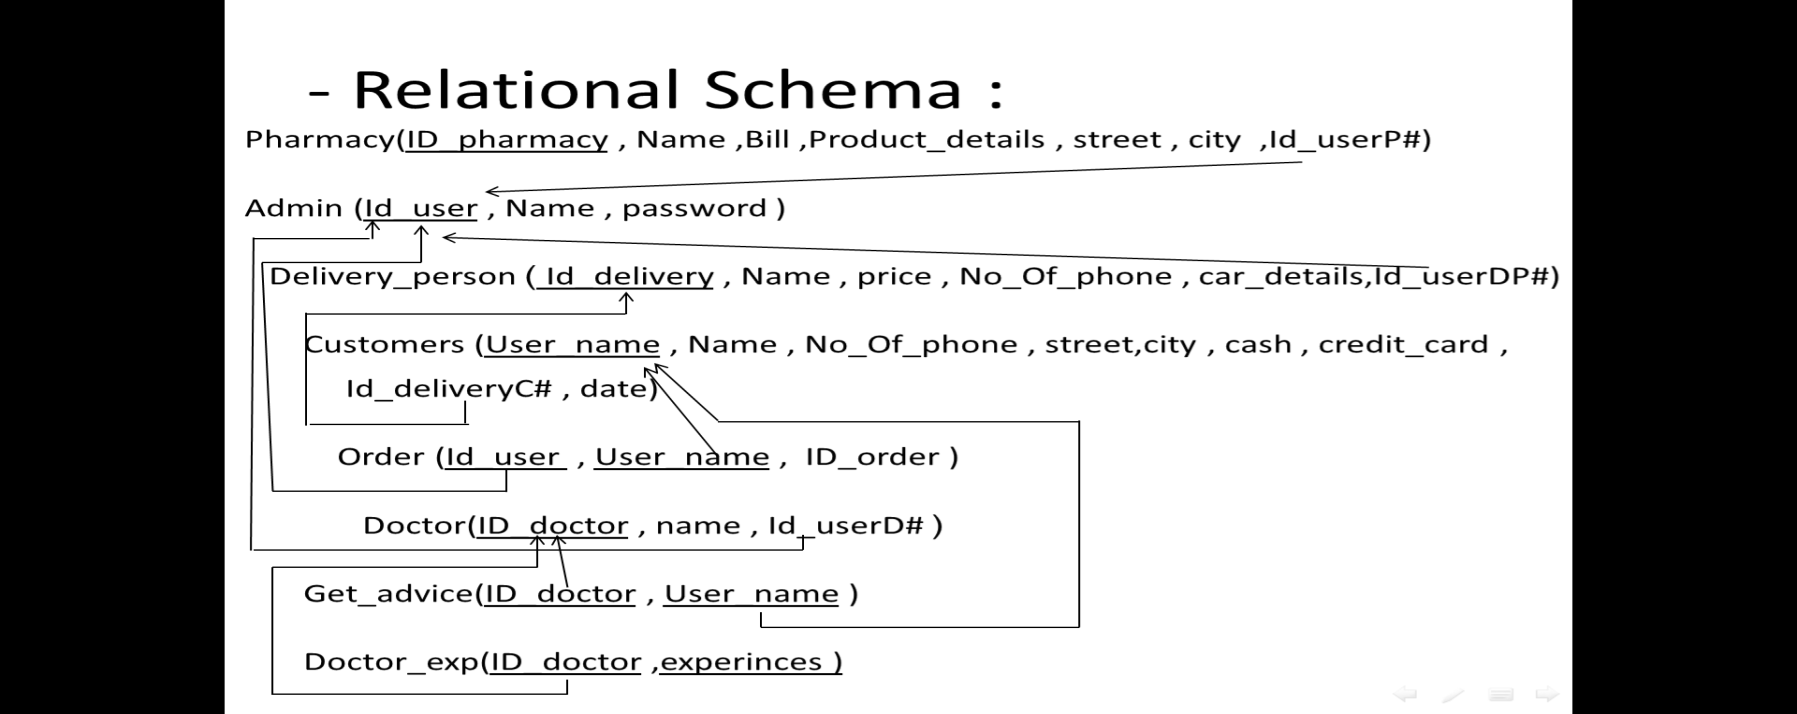 - Relational Schema :
Pharmacy(ID_pharmacy , Name ,Bill ,Product_details , street , city ,Id_userP#)
Admin (Id_user , Name , password )
Delivery_person ( Id_delivery , Name , price , No_Of_phone , car_details,Id_userDP#)
Customers (User_name , Name , No_Of_phone , street,city , cash , credit_card ,
Id_deliveryC# , date)
Order (Id_user , User_name , ID_order )
Doctor(ID_doctor , name , Id_userD# )
Get_advice(ID_doctor , User_name )
Doctor_exp(ID_doctor ,experinces )